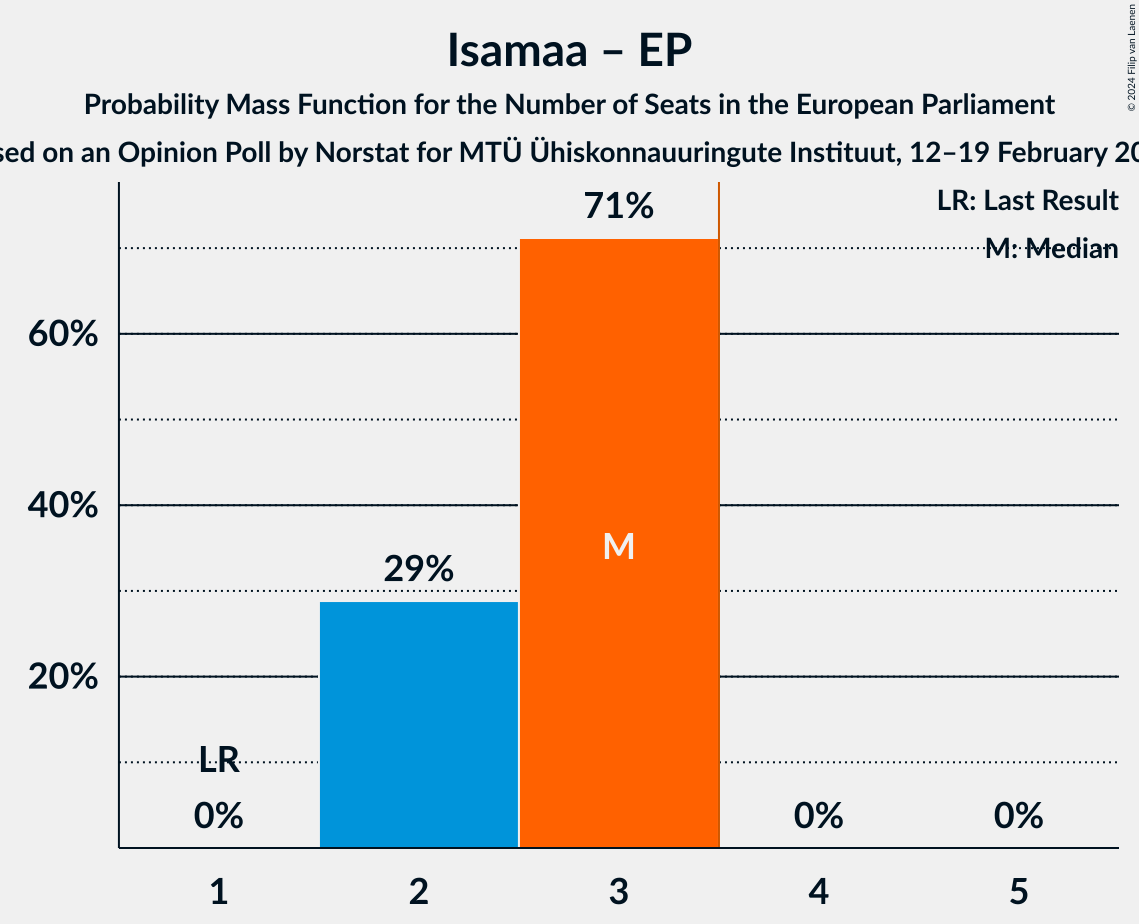 Isamaa – EP
Probability Mass Function for the Number of Seats in the European Parliament
on an Opinion Poll by Norstat for MTÜ Ühiskonnauuringute Instituut, 12–19 February
© 2024 Filip van Laenen
LR: Last Result
M: Median
71%
60%
40%
M
29%
20%
LR
0%
0%
0%
1
2
3
4
5